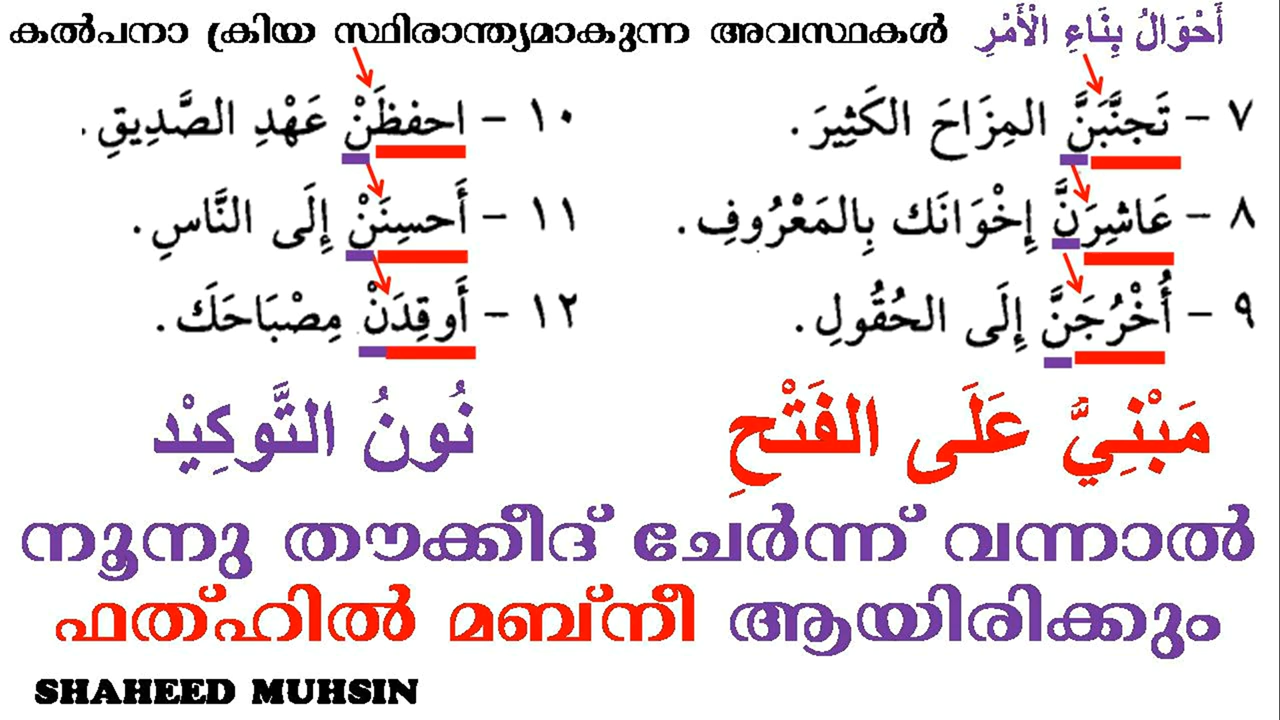 കൽപനാ ക്രിയ സ്ഥിരാന്ത്യമാകുന്ന അവസ്ഥകൾ أَحْوَالُ بِنَاءِ الْأَمْرِ
٧ - تَجنَّبَنَّ المِزَاحَ الكَثِيرَ.
٨ - عَاشِرَنَّ إِخْوَانَك بِالمَعْرُوفِ.
٩ - أُخْرُجَنَّ إِلَى الحُقُولِ.
١٠ - احفظَنْ عَهْدِ الصَّدِيقِ.
١١ - أَحسِنَنْ إِلَى النَّاسِ.
١٢ - أَوقِدَنْ مِصْبَاحَكَ.
مَبْنِيٌّ عَلَى الفَتْحِ
نُونُ التَّوكِيْد
നൂനു തൗക്കീദ് ചേർന്ന് വന്നാൽ
ഫത്ഹിൽ മബ്നീ ആയിരിക്കും
SHAHEED MUHSIN